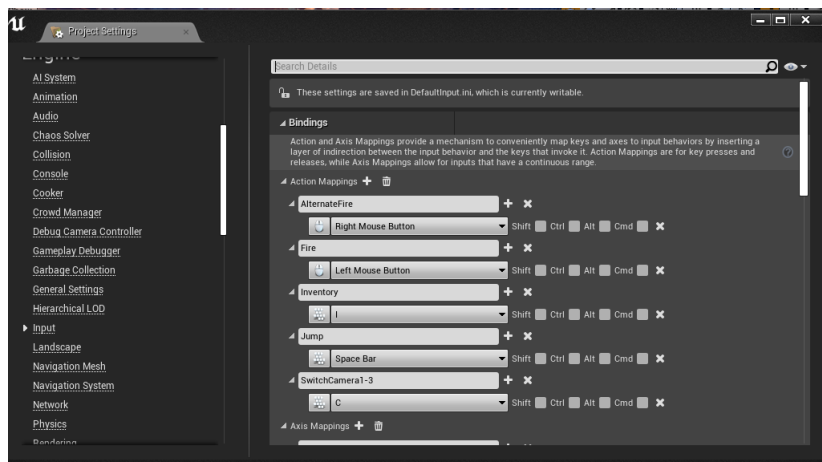 Project Settings
Engine
AI System
Animation
Audio
Chaos Solver
Collision
Console
Cooker
Crowd Manager
Debug Camera Controller
Gameplay Debugger
Garbage Collection
General Settings
Hierarchical LOD
Input
Landscape
Navigation Mesh
Navigation System
Network
Physics
Rendering
Search Details
These settings are saved in DefaultInput.ini, which is currently writable.
Bindings
Action and Axis Mappings provide a mechanism to conveniently map keys and axes to input behaviors by inserting a
layer of indirection between the input behavior and the keys that invoke it. Action Mappings are for key presses and
releases, while Axis Mappings allow for inputs that have a continuous range.
Action Mappings
AlternateFire
Right Mouse Button Shift Ctrl Alt Cmd
Fire
Left Mouse Button Shift Ctrl Alt Cmd
Inventory
I Shift Ctrl Alt Cmd
Jump
Space Bar Shift Ctrl Alt Cmd
SwitchCamera1-3
C Shift Ctrl Alt Cmd
Axis Mappings